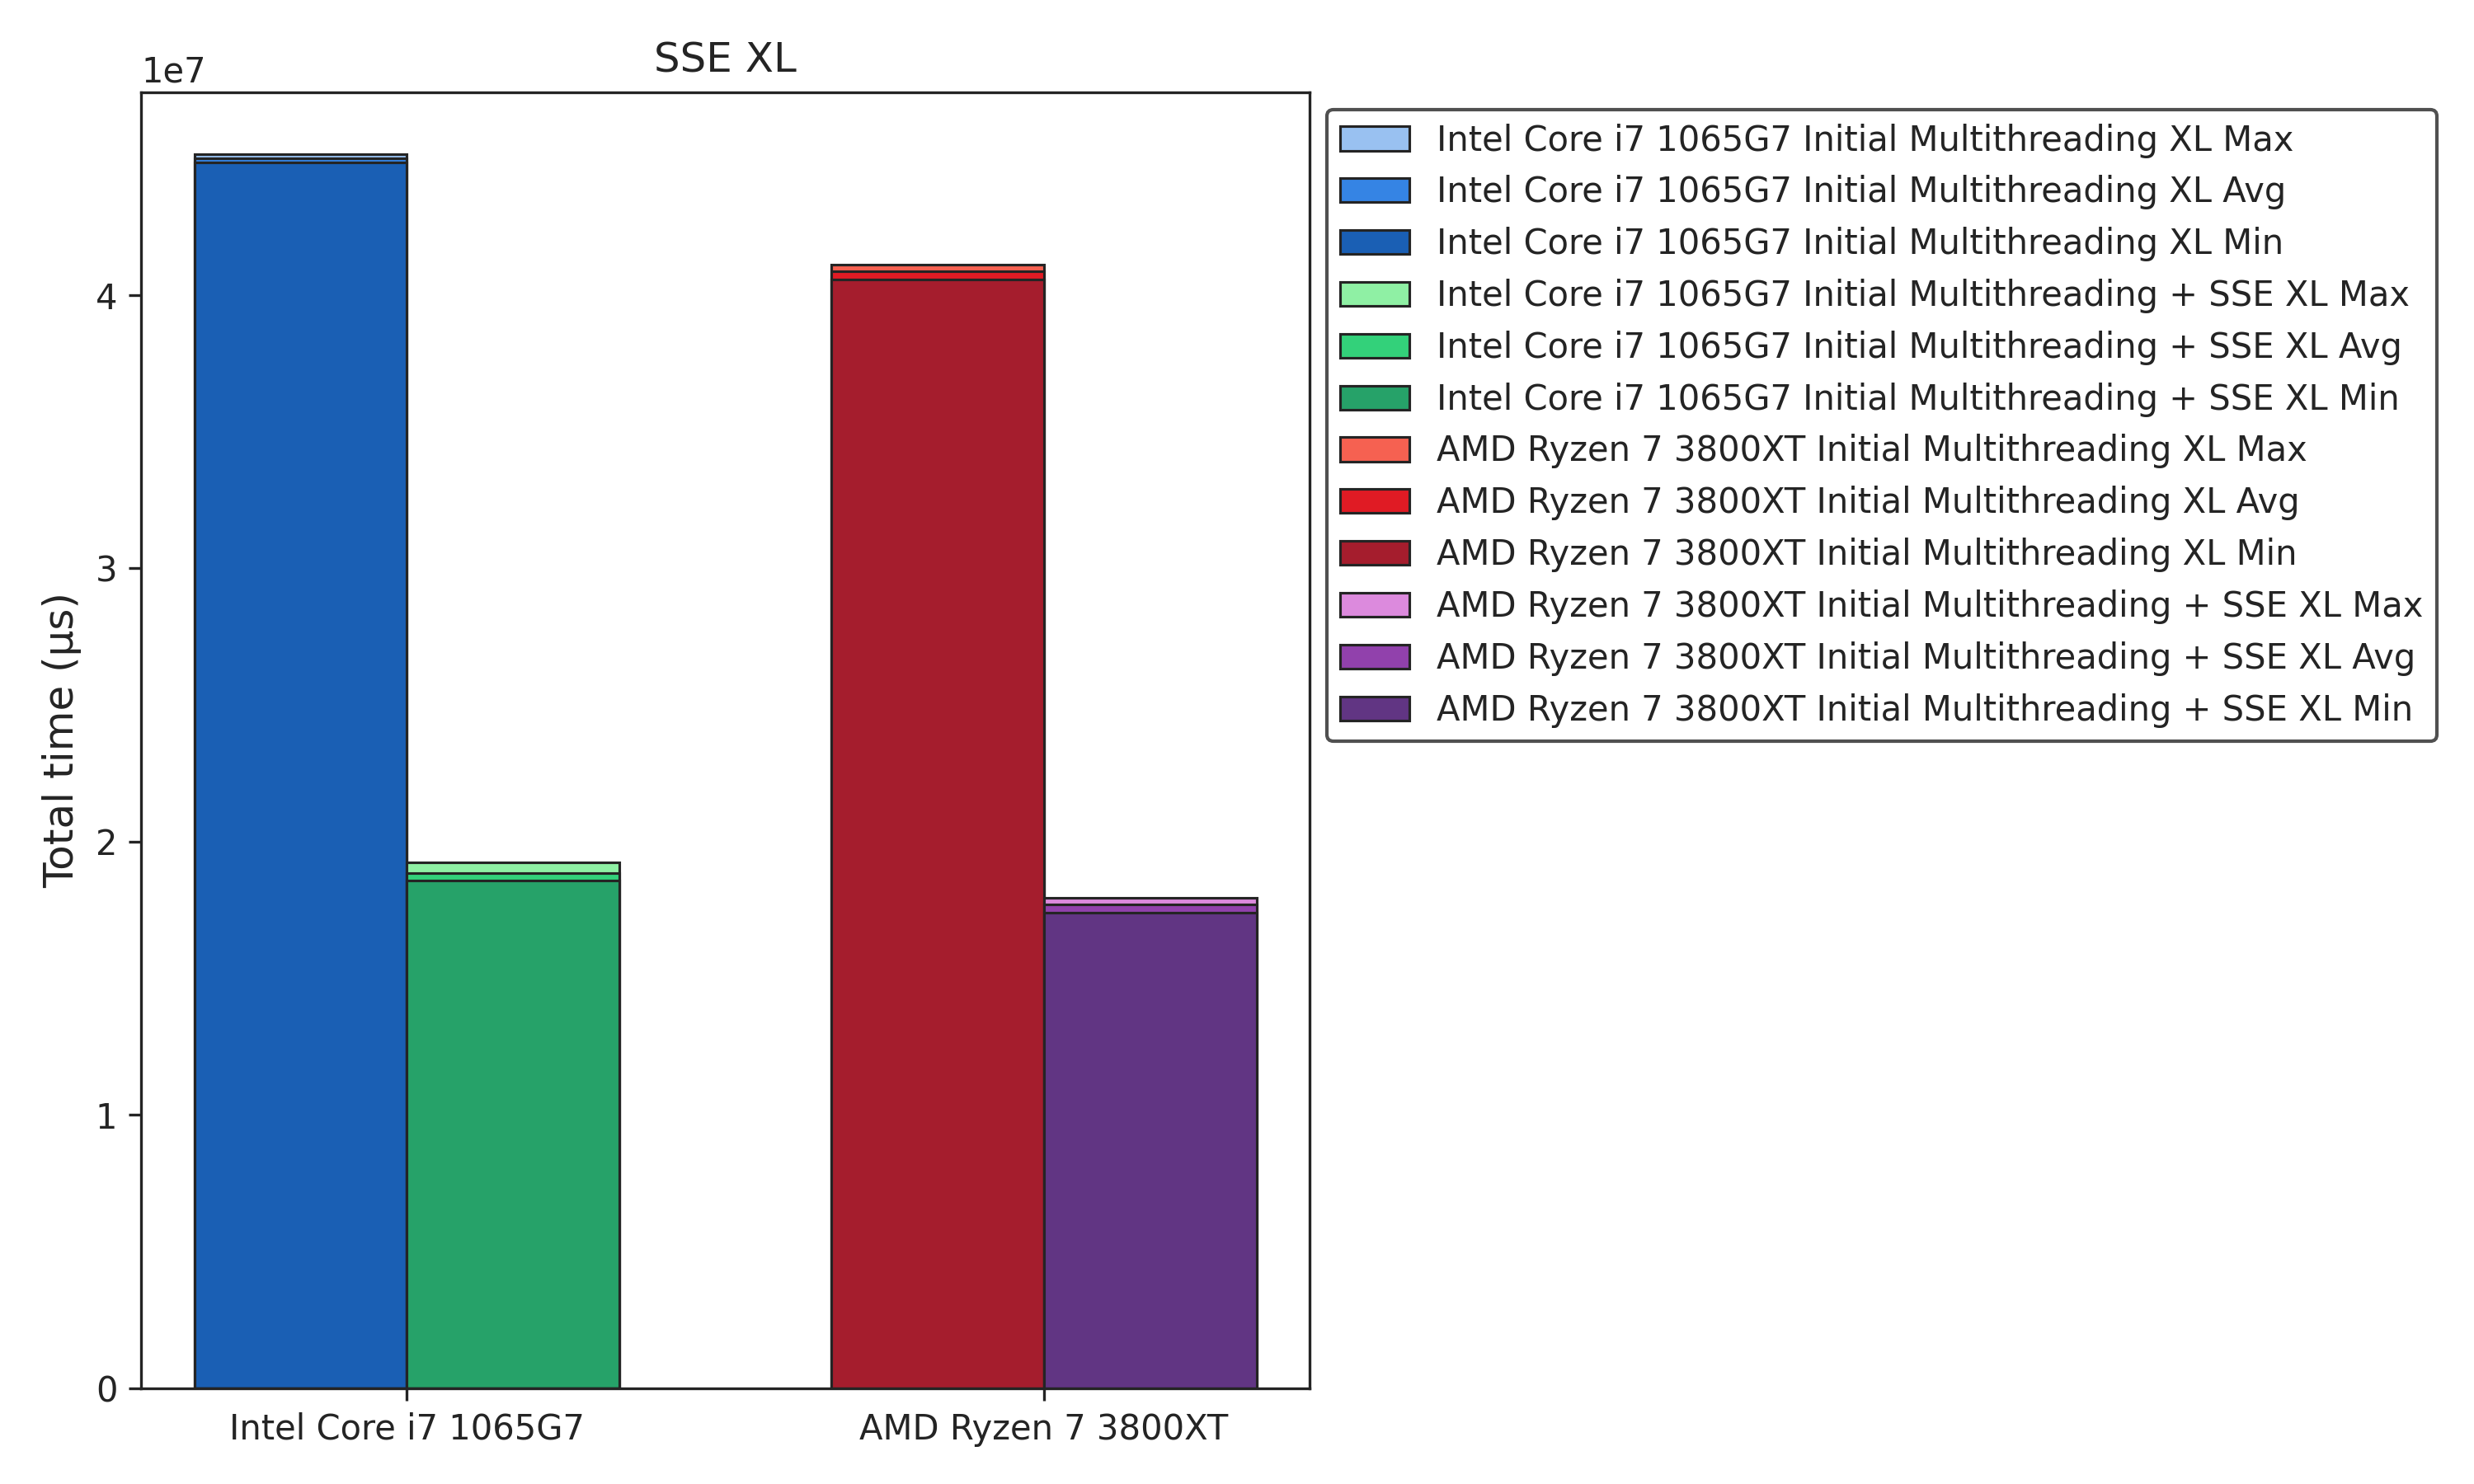 SSE XL
1e7
Total time (µs)
4
3
2
1
0
Intel Core i7 1065G7
AMD Ryzen 7 3800XT
Intel Core i7 1065G7 Initial Multithreading XL Max
Intel Core i7 1065G7 Initial Multithreading XL Avg
Intel Core i7 1065G7 Initial Multithreading XL Min
Intel Core i7 1065G7 Initial Multithreading + SSE XL Max
Intel Core i7 1065G7 Initial Multithreading + SSE XL Avg
Intel Core i7 1065G7 Initial Multithreading + SSE XL Min
AMD Ryzen 7 3800XT Initial Multithreading XL Max
AMD Ryzen 7 3800XT Initial Multithreading XL Avg
AMD Ryzen 7 3800XT Initial Multithreading XL Min
AMD Ryzen 7 3800XT Initial Multithreading + SSE XL Max
AMD Ryzen 7 3800XT Initial Multithreading + SSE XL Avg
AMD Ryzen 7 3800XT Initial Multithreading + SSE XL Min